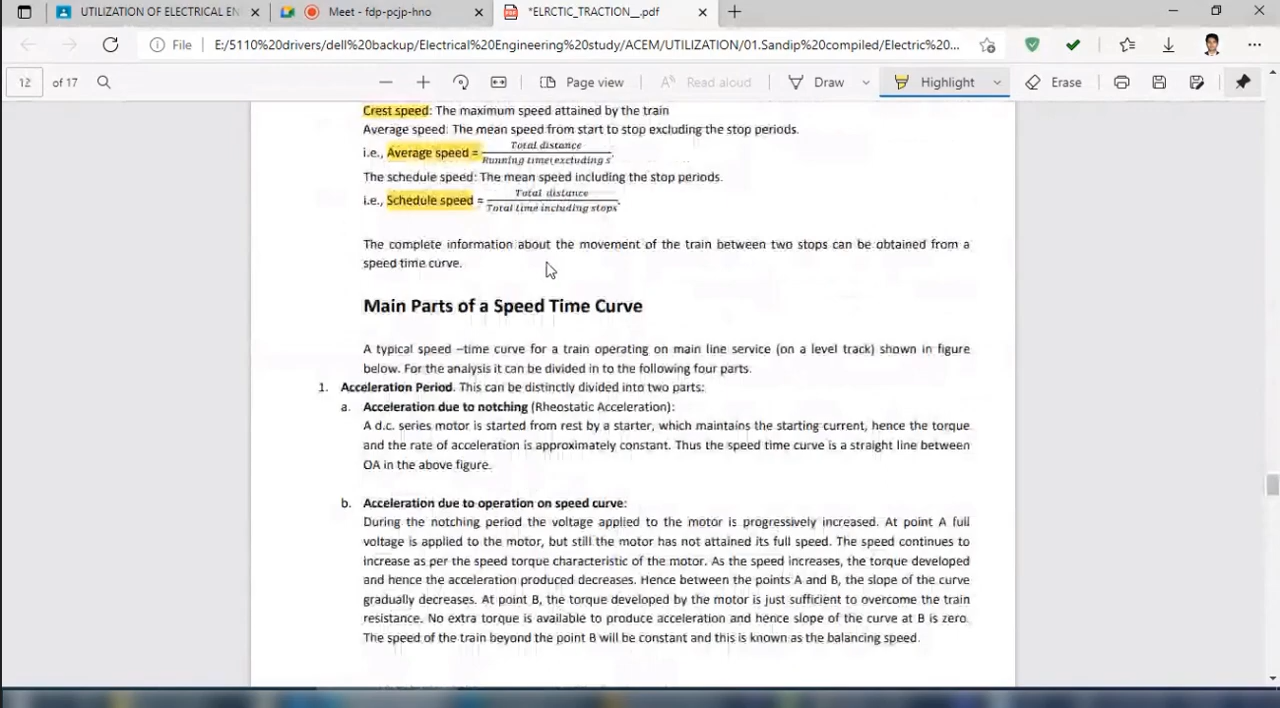 UTILIZATION OF ELECTRICAL EN
Meet - fdp-pcjp-hno
*ELRCTIC_TRACTION__.pdf
File
E:/5110%20drivers/dell%20backup/Electrical%20Engineering%20study/ACEM/UTILIZATION/01.Sandip%20compiled/Electric%20...
12 of 17
Page view
Read aloud
Draw
Highlight
Erase
Crest speed: The maximum speed attained by the train
Average speed: The mean speed from start to stop excluding the stop periods.
i.e., Average speed = Total distance
Running time,excluding s
The schedule speed: The mean speed including the stop periods.
i.e., Schedule speed = Total distance
Total time including stops
The complete information about the movement of the train between two stops can be obtained from a
speed time curve.
Main Parts of a Speed Time Curve
A typical speed –time curve for a train operating on main line service (on a level track) shown in figure
below. For the analysis it can be divided in to the following four parts.
1. Acceleration Period. This can be distinctly divided into two parts:
a. Acceleration due to notching (Rheostatic Acceleration):
A d.c. series motor is started from rest by a starter, which maintains the starting current, hence the torque
and the rate of acceleration is approximately constant. Thus the speed time curve is a straight line between
OA in the above figure.
b. Acceleration due to operation on speed curve:
During the notching period the voltage applied to the motor is progressively increased. At point A full
voltage is applied to the motor, but still the motor has not attained its full speed. The speed continues to
increase as per the speed torque characteristic of the motor. As the speed increases, the torque developed
and hence the acceleration produced decreases. Hence between the points A and B, the slope of the curve
gradually decreases. At point B, the torque developed by the motor is just sufficient to overcome the train
resistance. No extra torque is available to produce acceleration and hence slope of the curve at B is zero.
The speed of the train beyond the point B will be constant and this is known as the balancing speed.